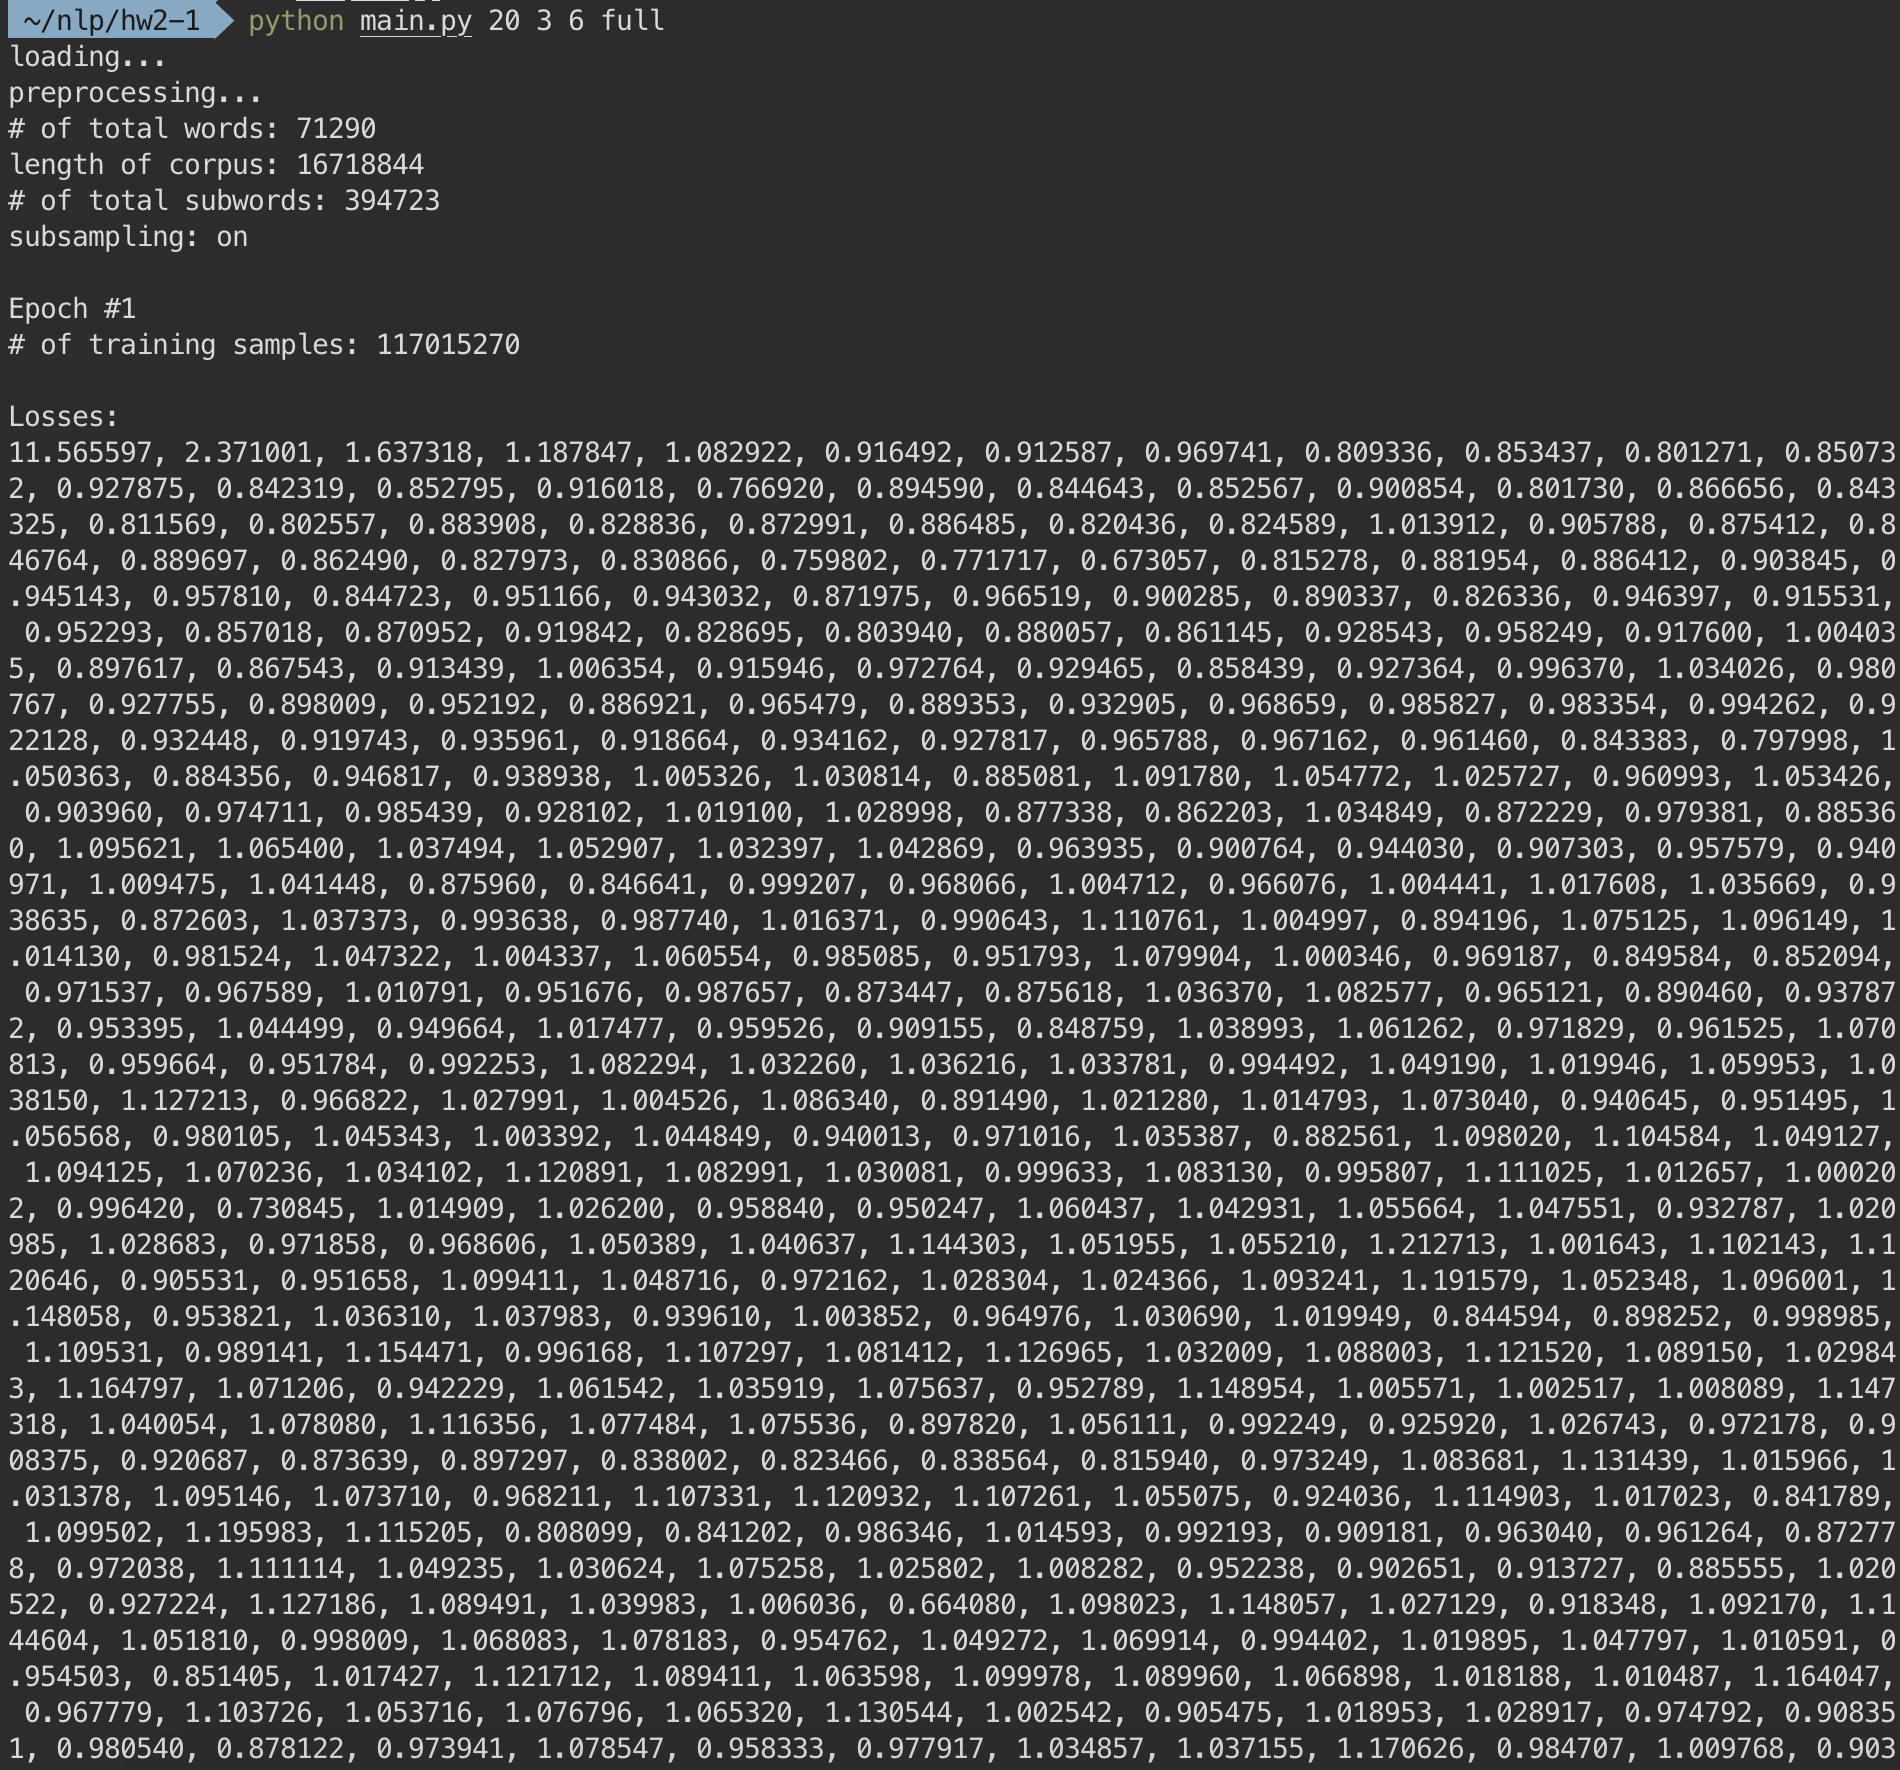 ~/nlp/hw2-1 python main.py 20 3 6 full
loading...
preprocessing...
# of total words: 71290
length of corpus: 16718844
# of total subwords: 394723
subsampling: on
Epoch #1
# of training samples: 117015270
Losses:
11.565597, 2.371001, 1.637318, 1.187847, 1.082922, 0.916492, 0.912587, 0.969741, 0.809336, 0.853437, 0.801271, 0.85073
2, 0.927875, 0.842319, 0.852795, 0.916018, 0.766920, 0.894590, 0.844643, 0.852567, 0.900854, 0.801730, 0.866656, 0.843
325, 0.811569, 0.802557, 0.883908, 0.828836, 0.872991, 0.886485, 0.820436, 0.824589, 1.013912, 0.905788, 0.875412, 0.8
46764, 0.889697, 0.862490, 0.827973, 0.830866, 0.759802, 0.771717, 0.673057, 0.815278, 0.881954, 0.886412, 0.903845, 0
.945143, 0.957810, 0.844723, 0.951166, 0.943032, 0.871975, 0.966519, 0.900285, 0.890337, 0.826336, 0.946397, 0.915531,
0.952293, 0.857018, 0.870952, 0.919842, 0.828695, 0.803940, 0.880057, 0.861145, 0.928543, 0.958249, 0.917600, 1.00403
5, 0.897617, 0.867543, 0.913439, 1.006354, 0.915946, 0.972764, 0.929465, 0.858439, 0.927364, 0.996370, 1.034026, 0.980
767, 0.927755, 0.898009, 0.952192, 0.886921, 0.965479, 0.889353, 0.932905, 0.968659, 0.985827, 0.983354, 0.994262, 0.9
22128, 0.932448, 0.919743, 0.935961, 0.918664, 0.934162, 0.927817, 0.965788, 0.967162, 0.961460, 0.843383, 0.797998, 1
.050363, 0.884356, 0.946817, 0.938938, 1.005326, 1.030814, 0.885081, 1.091780, 1.054772, 1.025727, 0.960993, 1.053426,
0.903960, 0.974711, 0.985439, 0.928102, 1.019100, 1.028998, 0.877338, 0.862203, 1.034849, 0.872229, 0.979381, 0.88536
0, 1.095621, 1.065400, 1.037494, 1.052907, 1.032397, 1.042869, 0.963935, 0.900764, 0.944030, 0.907303, 0.957579, 0.940
971, 1.009475, 1.041448, 0.875960, 0.846641, 0.999207, 0.968066, 1.004712, 0.966076, 1.004441, 1.017608, 1.035669, 0.9
38635, 0.872603, 1.037373, 0.993638, 0.987740, 1.016371, 0.990643, 1.110761, 1.004997, 0.894196, 1.075125, 1.096149, 1
.014130, 0.981524, 1.047322, 1.004337, 1.060554, 0.985085, 0.951793, 1.079904, 1.000346, 0.969187, 0.849584, 0.852094,
0.971537, 0.967589, 1.010791, 0.951676, 0.987657, 0.873447, 0.875618, 1.036370, 1.082577, 0.965121, 0.890460, 0.93787
2, 0.953395, 1.044499, 0.949664, 1.017477, 0.959526, 0.909155, 0.848759, 1.038993, 1.061262, 0.971829, 0.961525, 1.070
813, 0.959664, 0.951784, 0.992253, 1.082294, 1.032260, 1.036216, 1.033781, 0.994492, 1.049190, 1.019946, 1.059953, 1.0
38150, 1.127213, 0.966822, 1.027991, 1.004526, 1.086340, 0.891490, 1.021280, 1.014793, 1.073040, 0.940645, 0.951495, 1
.056568, 0.980105, 1.045343, 1.003392, 1.044849, 0.940013, 0.971016, 1.035387, 0.882561, 1.098020, 1.104584, 1.049127,
1.094125, 1.070236, 1.034102, 1.120891, 1.082991, 1.030081, 0.999633, 1.083130, 0.995807, 1.111025, 1.012657, 1.00020
2, 0.996420, 0.730845, 1.014909, 1.026200, 0.958840, 0.950247, 1.060437, 1.042931, 1.055664, 1.047551, 0.932787, 1.020
985, 1.028683, 0.971858, 0.968606, 1.050389, 1.040637, 1.144303, 1.051955, 1.055210, 1.212713, 1.001643, 1.102143, 1.1
20646, 0.905531, 0.951658, 1.099411, 1.048716, 0.972162, 1.028304, 1.024366, 1.093241, 1.191579, 1.052348, 1.096001, 1
.148058, 0.953821, 1.036310, 1.037983, 0.939610, 1.003852, 0.964976, 1.030690, 1.019949, 0.844594, 0.898252, 0.998985,
1.109531, 0.989141, 1.154471, 0.996168, 1.107297, 1.081412, 1.126965, 1.032009, 1.088003, 1.121520, 1.089150, 1.02984
3, 1.164797, 1.071206, 0.942229, 1.061542, 1.035919, 1.075637, 0.952789, 1.148954, 1.005571, 1.002517, 1.008089, 1.147
318, 1.040054, 1.078080, 1.116356, 1.077484, 1.075536, 0.897820, 1.056111, 0.992249, 0.925920, 1.026743, 0.972178, 0.9
08375, 0.920687, 0.873639, 0.897297, 0.838002, 0.823466, 0.838564, 0.815940, 0.973249, 1.083681, 1.131439, 1.015966, 1
.031378, 1.095146, 1.073710, 0.968211, 1.107331, 1.120932, 1.107261, 1.055075, 0.924036, 1.114903, 1.017023, 0.841789,
1.099502, 1.195983, 1.115205, 0.808099, 0.841202, 0.986346, 1.014593, 0.992193, 0.909181, 0.963040, 0.961264, 0.87277
8, 0.972038, 1.111114, 1.049235, 1.030624, 1.075258, 1.025802, 1.008282, 0.952238, 0.902651, 0.913727, 0.885555, 1.020
522, 0.927224, 1.127186, 1.089491, 1.039983, 1.006036, 0.664080, 1.098023, 1.148057, 1.027129, 0.918348, 1.092170, 1.1
44604, 1.051810, 0.998009, 1.068083, 1.078183, 0.954762, 1.049272, 1.069914, 0.994402, 1.019895, 1.047797, 1.010591, 0
.954503, 0.851405, 1.017427, 1.121712, 1.089411, 1.063598, 1.099978, 1.089960, 1.066898, 1.018188, 1.010487, 1.164047,
0.967779, 1.103726, 1.053716, 1.076796, 1.065320, 1.130544, 1.002542, 0.905475, 1.018953, 1.028917, 0.974792, 0.90835
1, 0.980540, 0.878122, 0.973941, 1.078547, 0.958333, 0.977917, 1.034857, 1.037155, 1.170626, 0.984707, 1.009768, 0.903